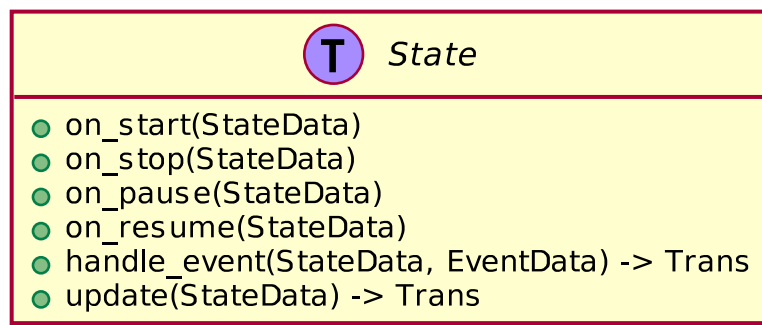 T State
on_start(StateData)
on_stop(StateData)
on_pause(StateData)
on_resume(StateData)
handle_event(StateData, EventData) -> Trans
update(StateData) -> Trans